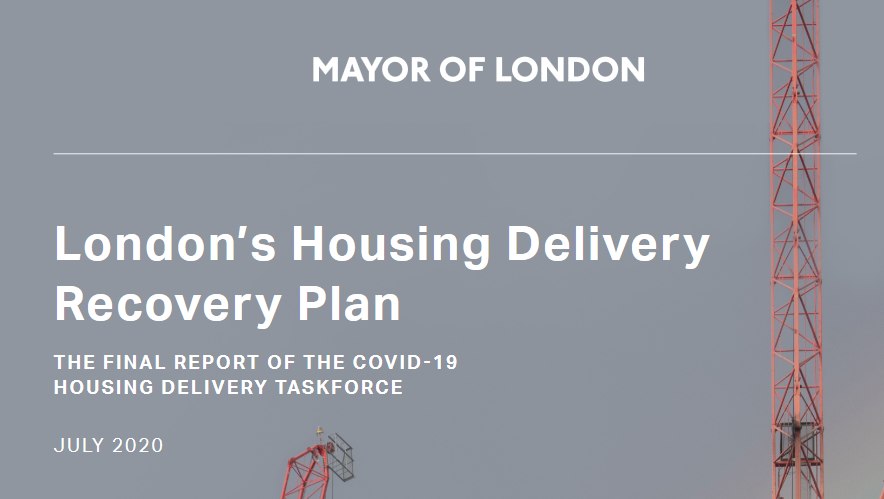 MAYOR OF LONDON
London’s Housing Delivery
Recovery Plan
THE FINAL REPORT OF THE COVID-19
HOUSING DELIVERY TASKFORCE
JULY 2020